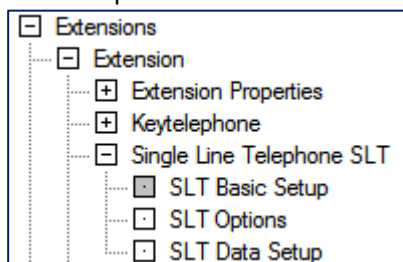 Extensions
Extension
Extension Properties
Keytelephone
Single Line Telephone SLT
SLT Basic Setup
SLT Options
SLT Data Setup